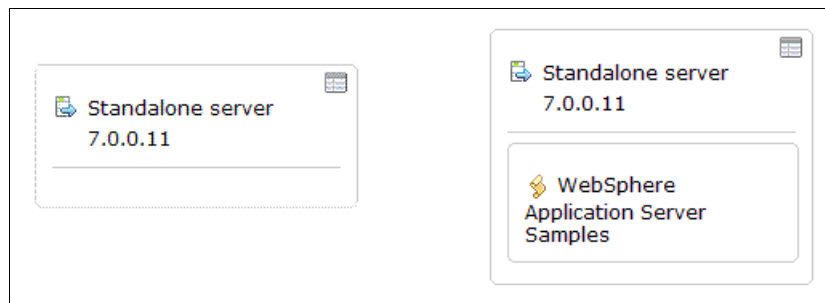 Standalone server
7.0.0.11
Standalone server
7.0.0.11
WebSphere
Application Server
Samples